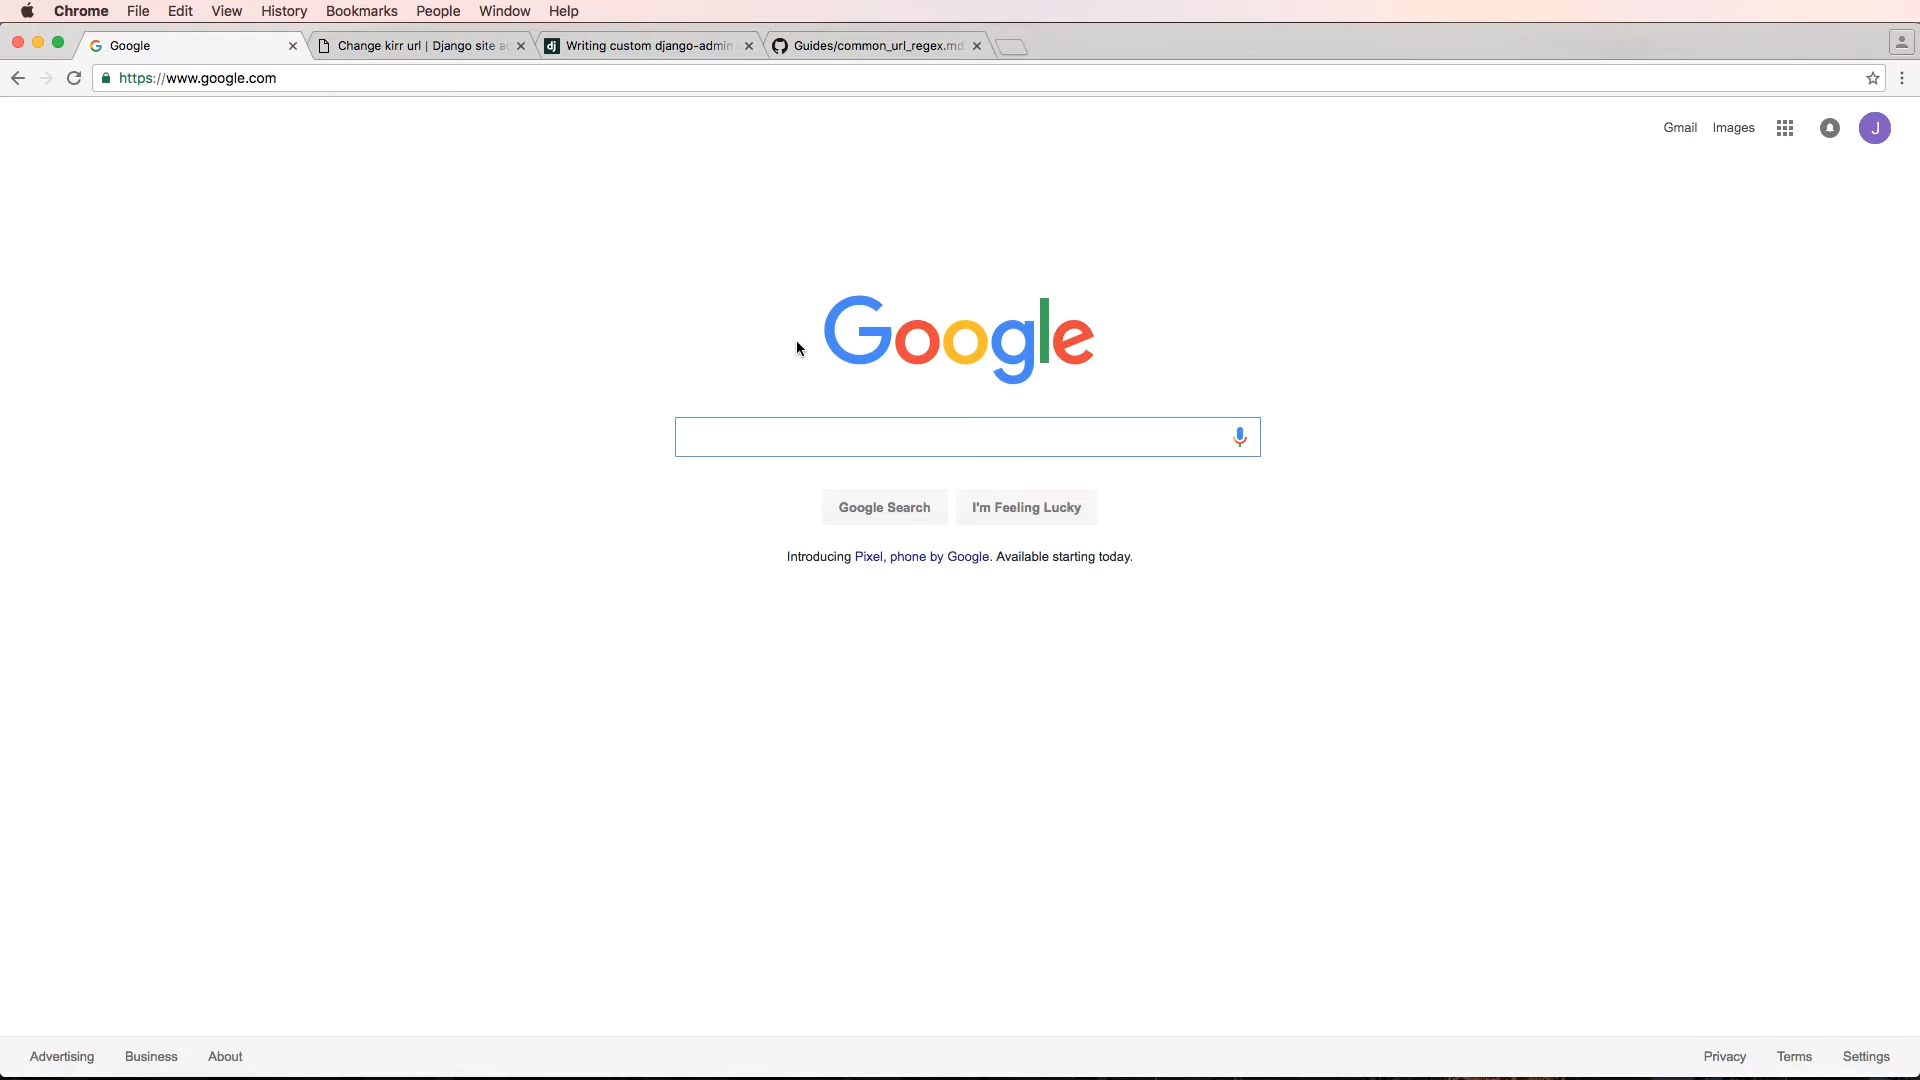 Chrome File Edit View History Bookmarks People Window Help
Google Change kirr url | Django site a dj Writing custom django-admin Guides/common_url_regex.md
https://www.google.com
Gmail Images J
Google
Google Search I'm Feeling Lucky
Introducing Pixel, phone by Google. Available starting today.
Advertising Business About Privacy Terms Settings